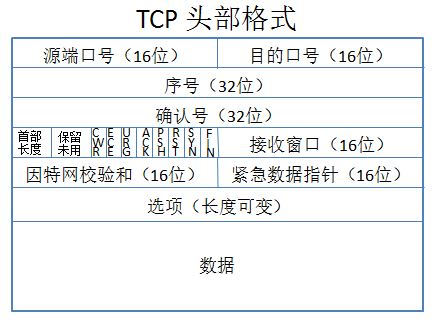 TCP 头部格式
源端口号（16位）
目的口号（16位）
序号（32位）
确认号（32位）
首部
长度
保留
未用
CWR
ECE
URG
ACK
PSH
RST
SYN
FIN
接收窗口（16位）
因特网校验和（16位）
紧急数据指针（16位）
选项（长度可变）
数据